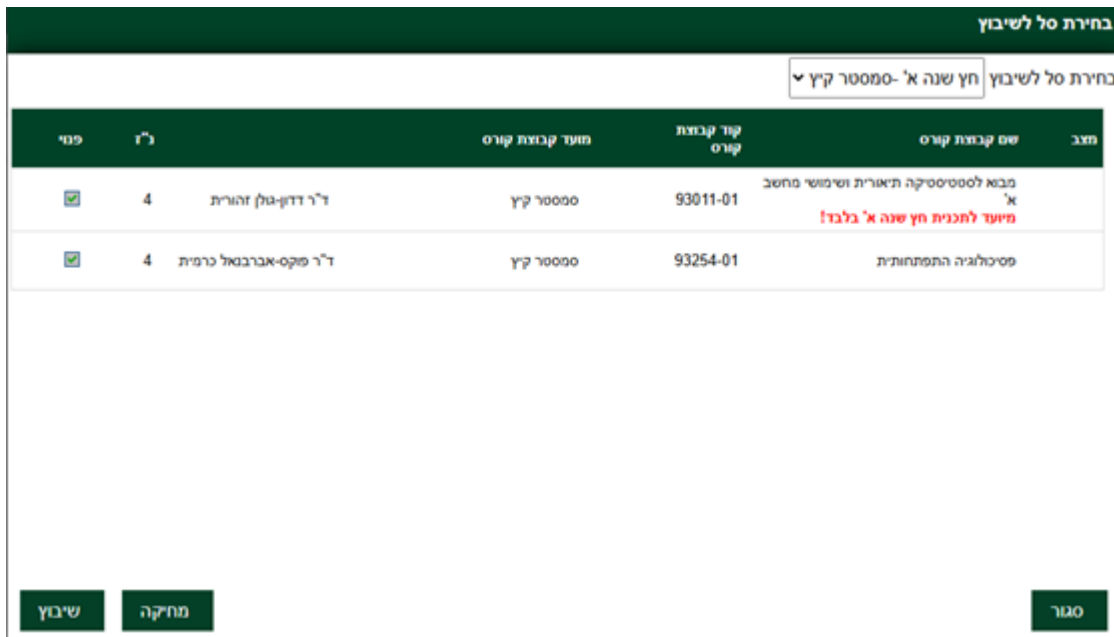 בחירת סל לשיבוץ
בחירת סל לשיבוץ חץ שנה א' -סמסטר קיץ
מצב שם קבוצת קורס קוד קבוצת קורס מועד קבוצת קורס נ"ז פנוי
מבוא לסטטיסטיקה תיאורית ושימושי מחשב א' 93011-01 סמסטר קיץ ד"ר דדון-גולן זהורית 4
מיועד לתכנית חץ שנה א' בלבד!
פסיכולוגיה התפתחותית 93254-01 סמסטר קיץ ד"ר פוקס-אברבנאל כרמית 4
סגור מחיקה שיבוץ